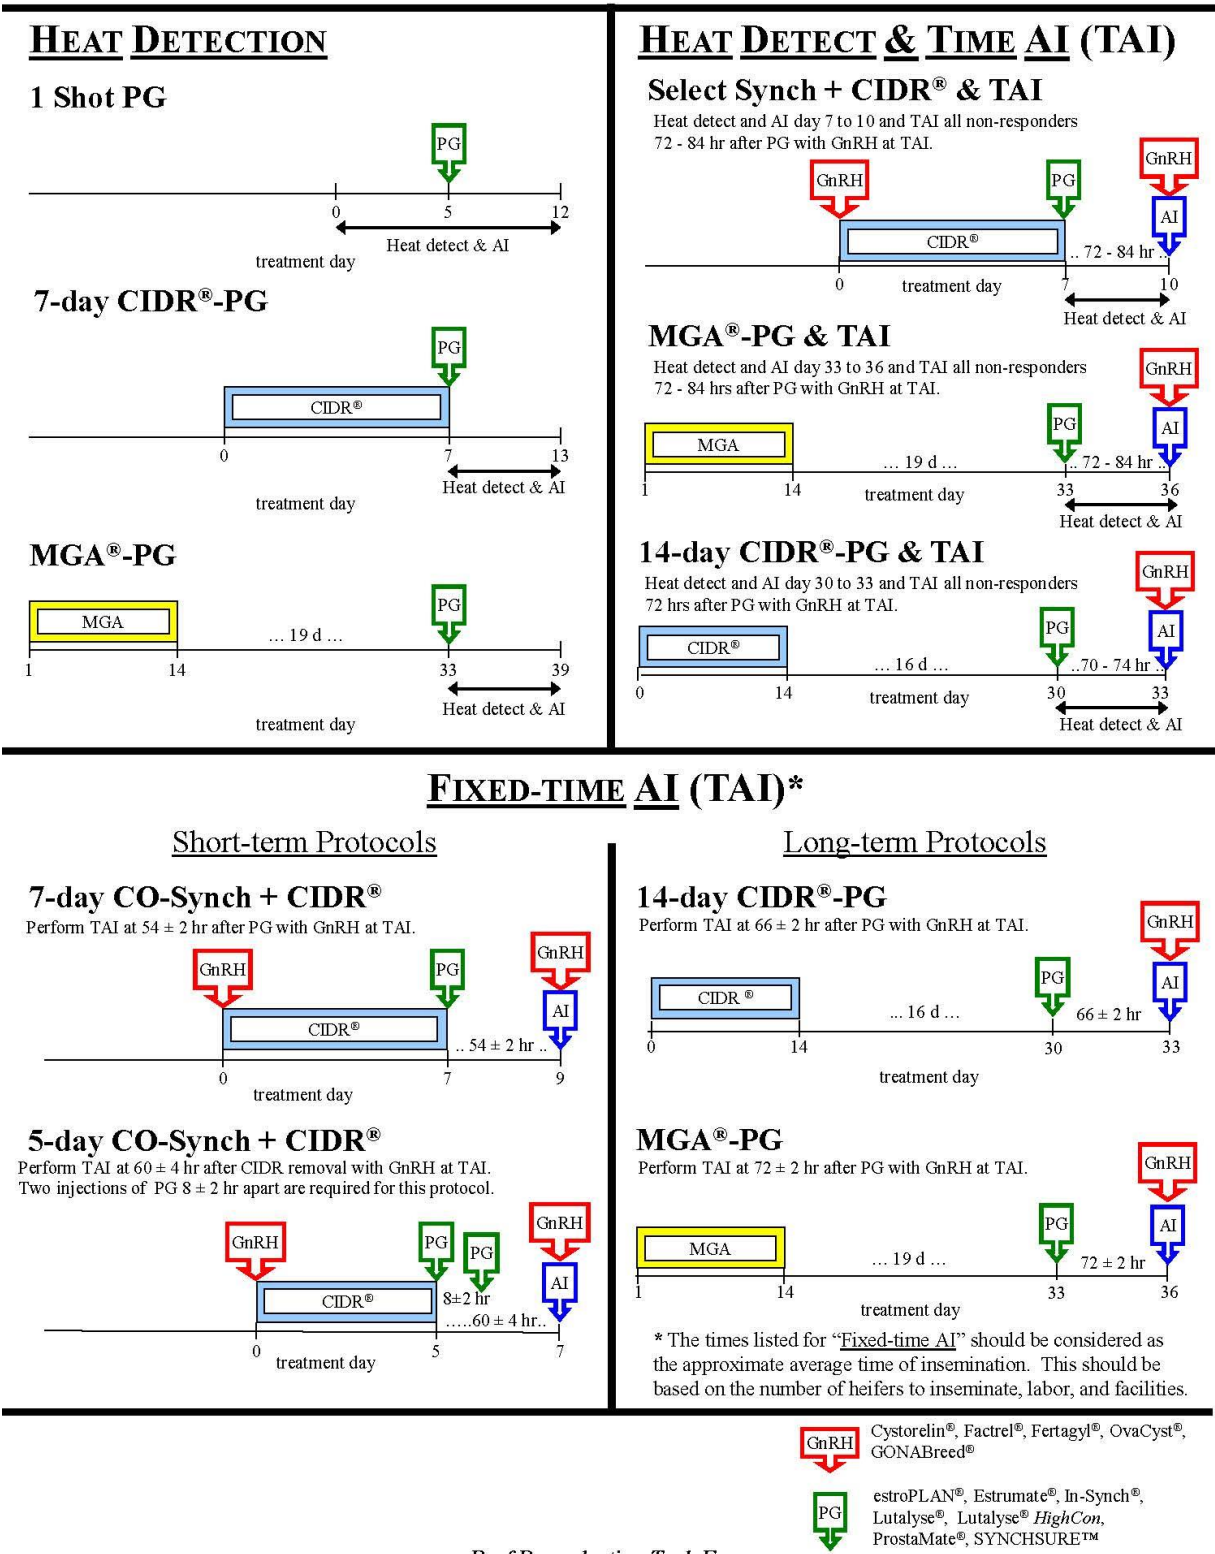 HEAT DETECTION
1 Shot PG
PG
0 5 12
Heat detect & AI
treatment day
7-day CIDR®-PG
PG
CIDR®
0 7 13
Heat detect & AI
treatment day
MGA®-PG
PG
MGA
... 19 d ...
1 14 33 39
Heat detect & AI
treatment day
HEAT DETECT & TIME AI (TAI)
Select Synch + CIDR® & TAI
Heat detect and AI day 7 to 10 and TAI all non-responders
72 - 84 hr after PG with GnRH at TAI.
GnRH
GnRH PG
AI
CIDR®
.. 72 - 84 hr ..
0 treatment day 7 10
Heat detect & AI
MGA®-PG & TAI
Heat detect and AI day 33 to 36 and TAI all non-responders
72 - 84 hrs after PG with GnRH at TAI.
GnRH
PG AI
MGA
... 19 d ... .. 72 - 84 hr ..
1 14 treatment day 33 36
Heat detect & AI
14-day CIDR®-PG & TAI
Heat detect and AI day 30 to 33 and TAI all non-responders
72 hrs after PG with GnRH at TAI.
GnRH
PG AI
CIDR®
... 16 d ... ..70 - 74 hr ..
0 14 treatment day 30 33
Heat detect & AI
FIXED-TIME AI (TAI)*
Short-term Protocols
7-day CO-Synch + CIDR®
Perform TAI at 54 ± 2 hr after PG with GnRH at TAI.
GnRH PG GnRH
AI
CIDR®
.. 54 ± 2 hr ..
0 7 9
treatment day
5-day CO-Synch + CIDR®
Perform TAI at 60 ± 4 hr after CIDR removal with GnRH at TAI.
Two injections of PG 8 ± 2 hr apart are required for this protocol.
GnRH PG PG GnRH
AI
CIDR® 8±2 hr
.....60 ± 4 hr..
0 5 7
treatment day
Long-term Protocols
14-day CIDR®-PG
Perform TAI at 66 ± 2 hr after PG with GnRH at TAI.
GnRH
PG AI
CIDR ®
... 16 d ... 66 ± 2 hr
0 14 30 33
treatment day
MGA®-PG
Perform TAI at 72 ± 2 hr after PG with GnRH at TAI.
GnRH
PG AI
MGA
... 19 d ... 72 ± 2 hr
1 14 33 36
treatment day
* The times listed for “Fixed-time AI” should be considered as
the approximate average time of insemination. This should be
based on the number of heifers to inseminate, labor, and facilities.
GnRH
Cystorelin®, Factrel®, Fertagyl®, OvaCyst®,
GONABreed®
PG
estroPLAN®, Estrumate®, In-Synch®,
Lutalyse®, Lutalyse® HighCon,
ProstaMate®, SYNCHSURE™